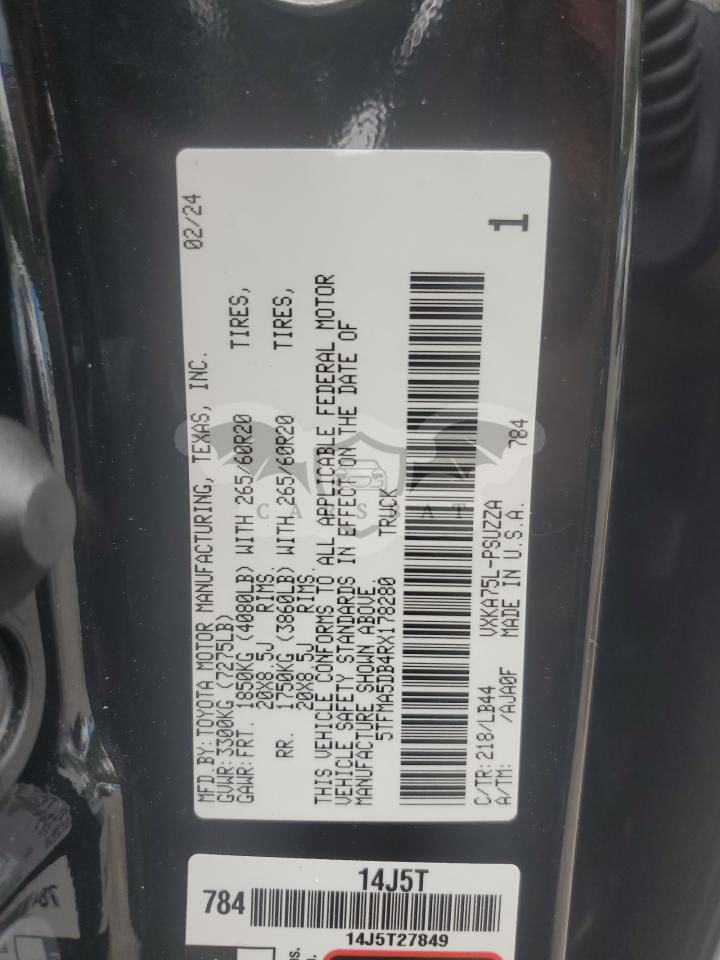 MFD.BY:TOYOTA MOTOR MANUFACTURING, TEXAS, INC. 02/24
GVWR:3300KG (7275LB)
GAWR:FRT. 1850KG (4080LB) WITH 265/60R20 TIRES,
20X8.5J RIMS.
RR. 1750KG (3860LB) WITH 265/60R20 TIRES,
20X8.5J RIMS.
THIS VEHICLE CONFORMS TO ALL APPLICABLE FEDERAL MOTOR
VEHICLE SAFETY STANDARDS IN EFFECT ON THE DATE OF
MANUFACTURE SHOWN ABOVE.
5TFMA5DB4RX178280 TRUCK
C/TR:218/LB44 VXKA75L-PSUZZA
A/TM: /AJA0F MADE IN U.S.A. 784
1
CARSBAT
14J5T
784
14J5T27849